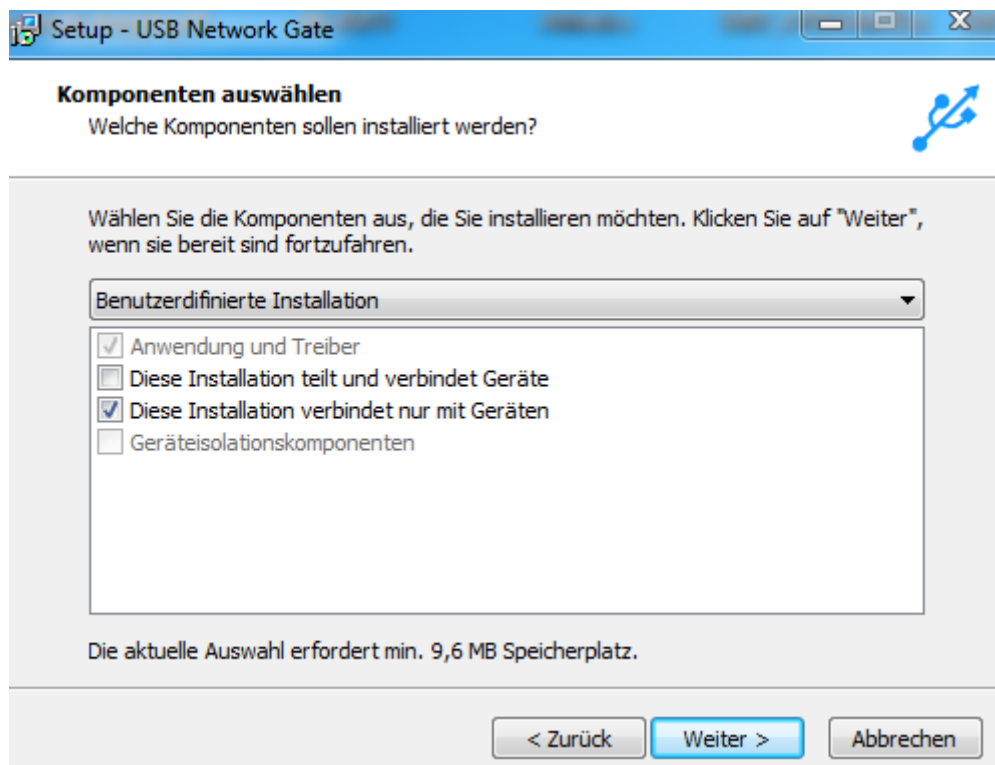 Setup - USB Network Gate
Komponenten auswählen
Welche Komponenten sollen installiert werden?
Wählen Sie die Komponenten aus, die Sie installieren möchten. Klicken Sie auf "Weiter",
wenn sie bereit sind fortzufahren.
Benutzerdifinierte Installation
Anwendung und Treiber
Diese Installation teilt und verbindet Geräte
Diese Installation verbindet nur mit Geräten
Geräteisolationskomponenten
Die aktuelle Auswahl erfordert min. 9,6 MB Speicherplatz.
< Zurück
Weiter >
Abbrechen